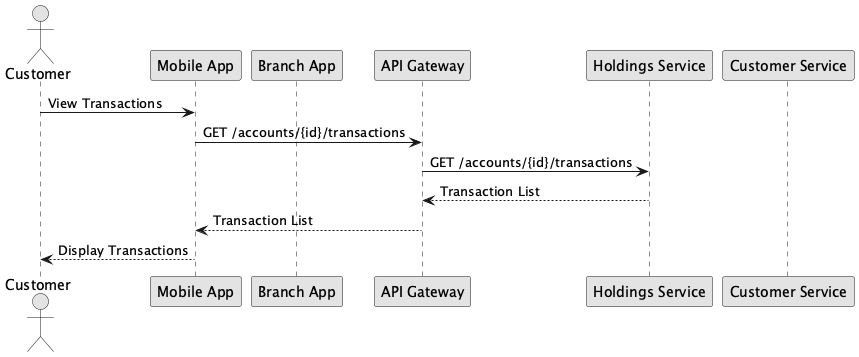 Customer
Mobile App
Branch App
API Gateway
Holdings Service
Customer Service
View Transactions
GET /accounts/{id}/transactions
GET /accounts/{id}/transactions
Transaction List
Transaction List
Display Transactions
Customer
Mobile App
Branch App
API Gateway
Holdings Service
Customer Service